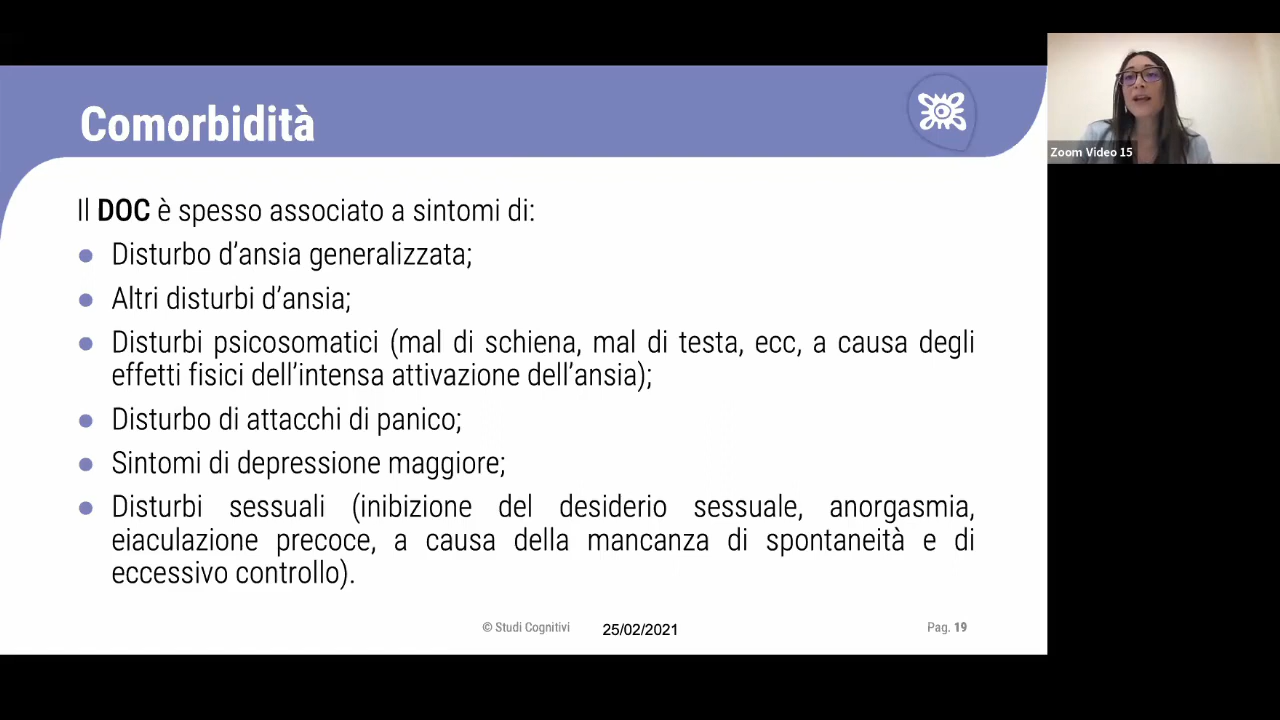 Comorbidità
Zoom Video 15
Il DOC è spesso associato a sintomi di:
Disturbo d’ansia generalizzata;
Altri disturbi d’ansia;
Disturbi psicosomatici (mal di schiena, mal di testa, ecc, a causa degli
effetti fisici dell’intensa attivazione dell’ansia);
Disturbo di attacchi di panico;
Sintomi di depressione maggiore;
Disturbi sessuali (inibizione del desiderio sessuale, anorgasmia,
eiaculazione precoce, a causa della mancanza di spontaneità e di
eccessivo controllo).
© Studi Cognitivi 25/02/2021 Pag. 19